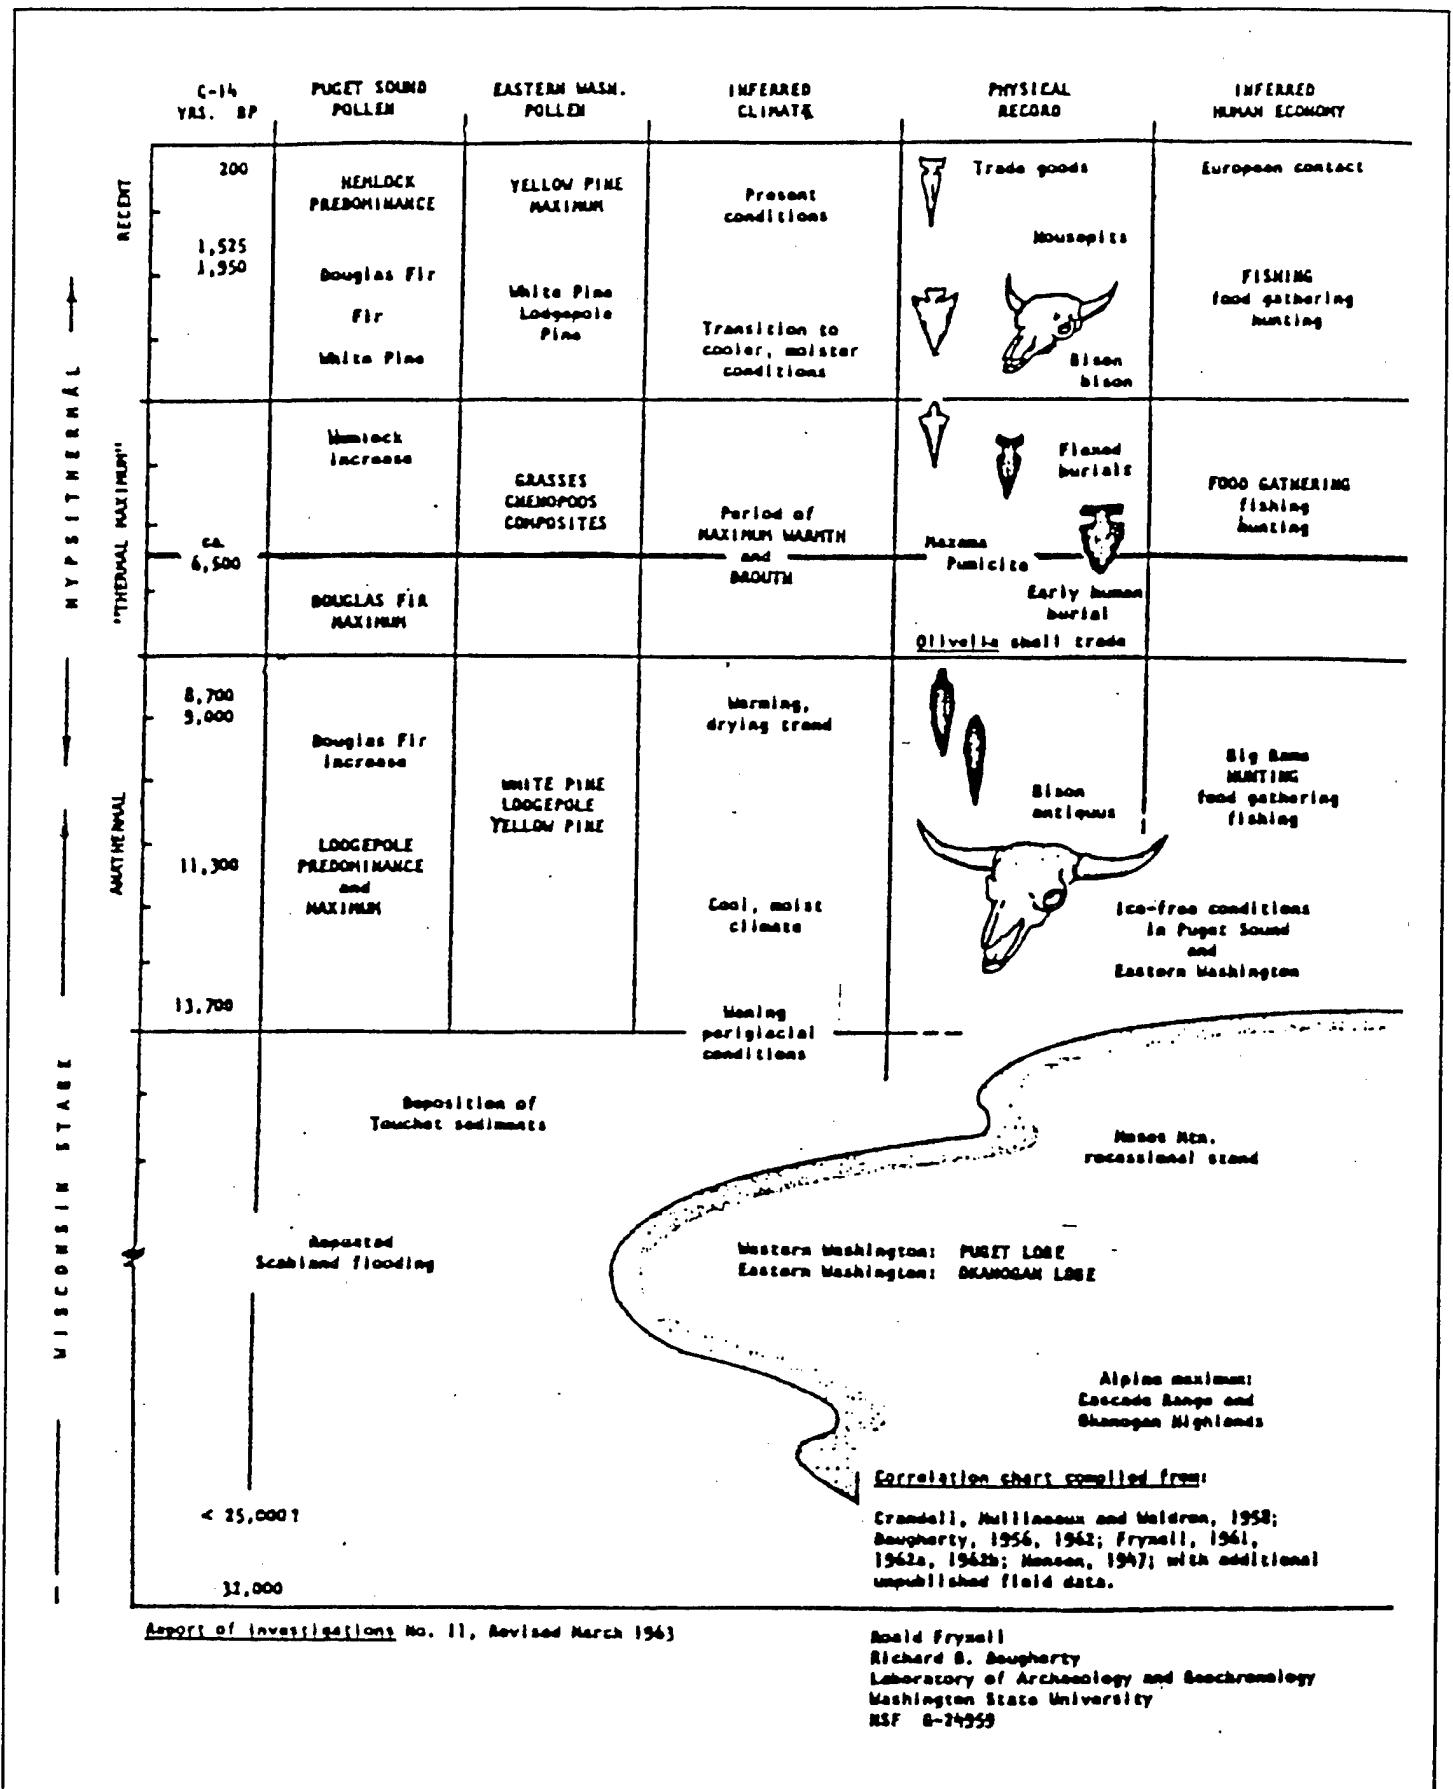 C-14
YRS. BP
PUGET SOUND
POLLEN
EASTERN WASH.
POLLEN
INFERRED
CLIMATE
PHYSICAL
RECORD
INFERRED
HUMAN ECONOMY
RECENT
HYPSITHERMAL
"THERMAL MAXIMUM"
ANATHERMAL
WISCONSIN STAGE
200
1,525
1,950
HEMLOCK
PREDOMINANCE
Douglas Fir
Fir
White Pine
YELLOW PINE
MAXIMUM
White Pine
Lodgepole
Pine
Present
conditions
Transition to
cooler, moister
conditions
Trade goods
Housepits
Bison
bison
European contact
FISHING
food gathering
hunting
ca.
6,500
Hemlock
increase
DOUGLAS FIR
MAXIMUM
GRASSES
CHENOPODS
COMPOSITES
Period of
MAXIMUM WARMTH
and
DROUTH
Flexed
burials
Mazama
Pumicite
Early human
burial
Olivella shell trade
FOOD GATHERING
fishing
hunting
8,700
9,000
11,300
13,700
Douglas Fir
increase
LODGEPOLE
PREDOMINANCE
and
MAXIMUM
WHITE PINE
LODGEPOLE
YELLOW PINE
Warming,
drying trend
Cool, moist
climate
Waning
periglacial
conditions
Bison
antiquus
Big Game
HUNTING
food gathering
fishing
Ice-free conditions
in Puget Sound
and
Eastern Washington
Deposition of
Touchet sediments
Moses Mtn.
recessional stand
Repeated
Scabland flooding
Western Washington: PUGET LOBE
Eastern Washington: OKANOGAN LOBE
Alpine maximum:
Cascade Range and
Okanogan Highlands
< 25,000?
32,000
Correlation chart compiled from:
Crandell, Mullineaux and Waldron, 1958;
Daugherty, 1956, 1962; Fryxell, 1961,
1962a, 1962b; Hansen, 1947; with additional
unpublished field data.
Report of Investigations No. 11, Revised March 1963
Roald Fryxell
Richard D. Daugherty
Laboratory of Archaeology and Geochronology
Washington State University
NSF G-24959